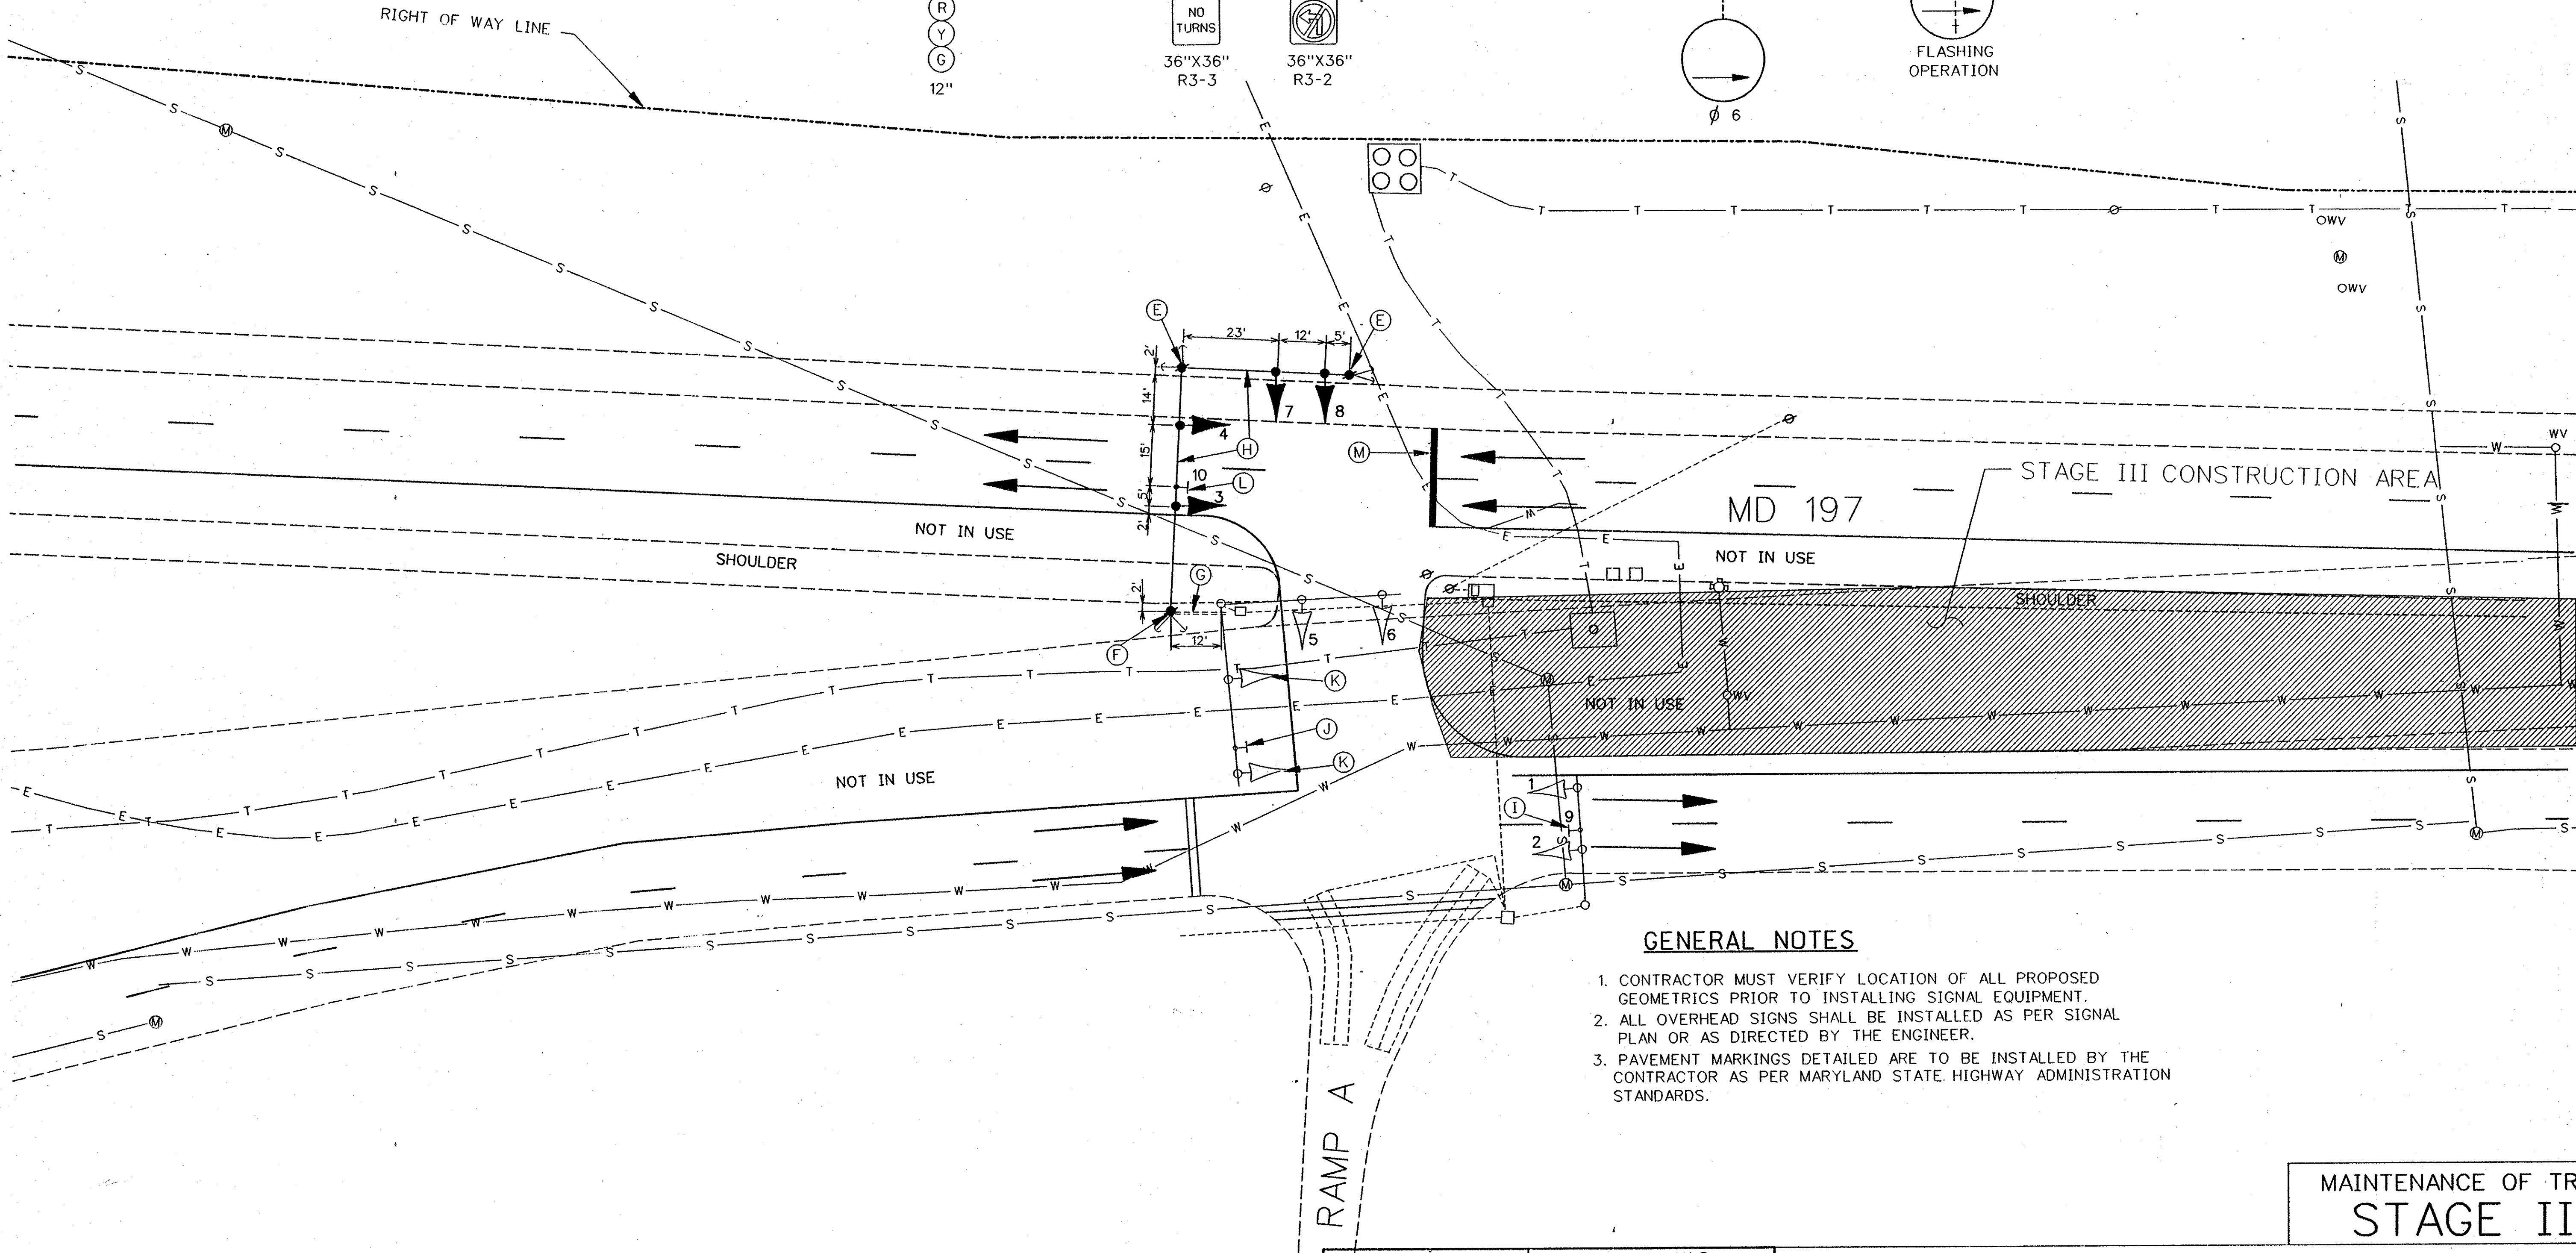 RIGHT OF WAY LINE
R
Y
G
12"
NO
TURNS
36"X36"
R3-3
36"X36"
R3-2
Ø 6
FLASHING
OPERATION
OWV
M
OWV
M
E
23'
12'
5'
E
2'
14'
15'
5'
2'
7
8
4
H
10
L
3
M
WV
STAGE III CONSTRUCTION AREA
MD 197
NOT IN USE
NOT IN USE
SHOULDER
SHOULDER
G
2'
12'
F
5
6
K
J
K
M
OWV
NOT IN USE
NOT IN USE
1
I
9
2
M
M
M
GENERAL NOTES
1. CONTRACTOR MUST VERIFY LOCATION OF ALL PROPOSED
GEOMETRICS PRIOR TO INSTALLING SIGNAL EQUIPMENT.
2. ALL OVERHEAD SIGNS SHALL BE INSTALLED AS PER SIGNAL
PLAN OR AS DIRECTED BY THE ENGINEER.
3. PAVEMENT MARKINGS DETAILED ARE TO BE INSTALLED BY THE
CONTRACTOR AS PER MARYLAND STATE HIGHWAY ADMINISTRATION
STANDARDS.
RAMP A
MAINTENANCE OF TR
STAGE II